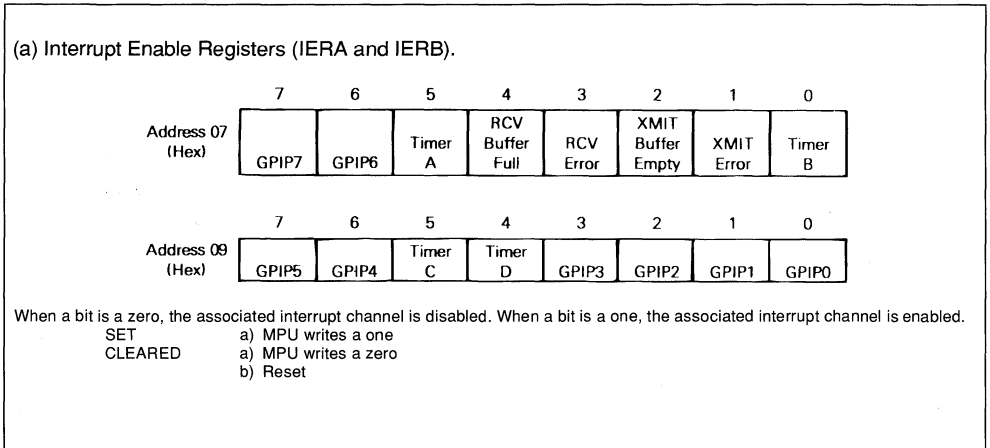 (a) Interrupt Enable Registers (IERA and IERB).
7 6 5 4 3 2 1 0
Address 07 (Hex)
GPIP7
GPIP6
Timer A
RCV Buffer Full
RCV Error
XMIT Buffer Empty
XMIT Error
Timer B
7 6 5 4 3 2 1 0
Address 09 (Hex)
GPIP5
GPIP4
Timer C
Timer D
GPIP3
GPIP2
GPIP1
GPIP0
When a bit is a zero, the associated interrupt channel is disabled. When a bit is a one, the associated interrupt channel is enabled.
SET a) MPU writes a one
CLEARED a) MPU writes a zero
b) Reset